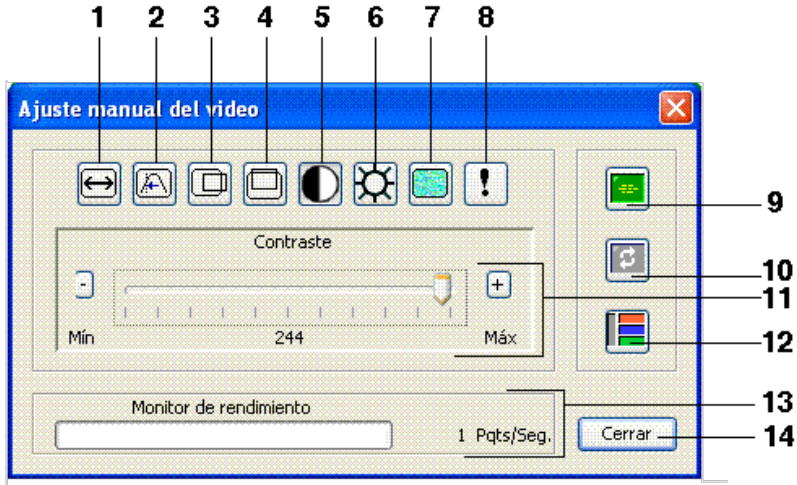 1 2 3 4 5 6 7 8
Ajuste manual del video
9
Contraste
10
- +
11
Mín 244 Máx
12
Monitor de rendimiento
13
1 Pqts/Seg.
Cerrar
14